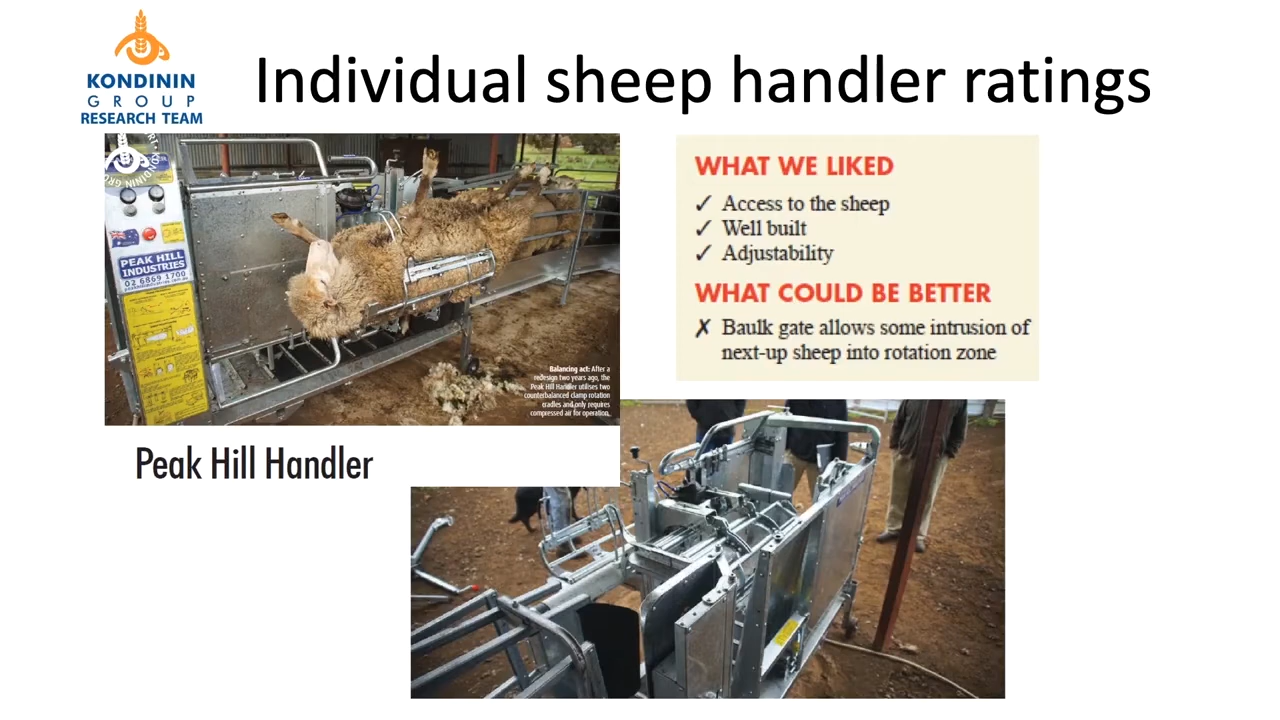 KONDININ
GROUP
RESEARCH TEAM
Individual sheep handler ratings
PEAK HILL
INDUSTRIES
02 6869 1700
Balancing act: After a
redesign two years ago, the
Peak Hill Handler utilises two
counterbalanced clamp rotation
cradles and only requires
compressed air for operation.
WHAT WE LIKED
✓ Access to the sheep
✓ Well built
✓ Adjustability
WHAT COULD BE BETTER
✗ Baulk gate allows some intrusion of
next-up sheep into rotation zone
Peak Hill Handler